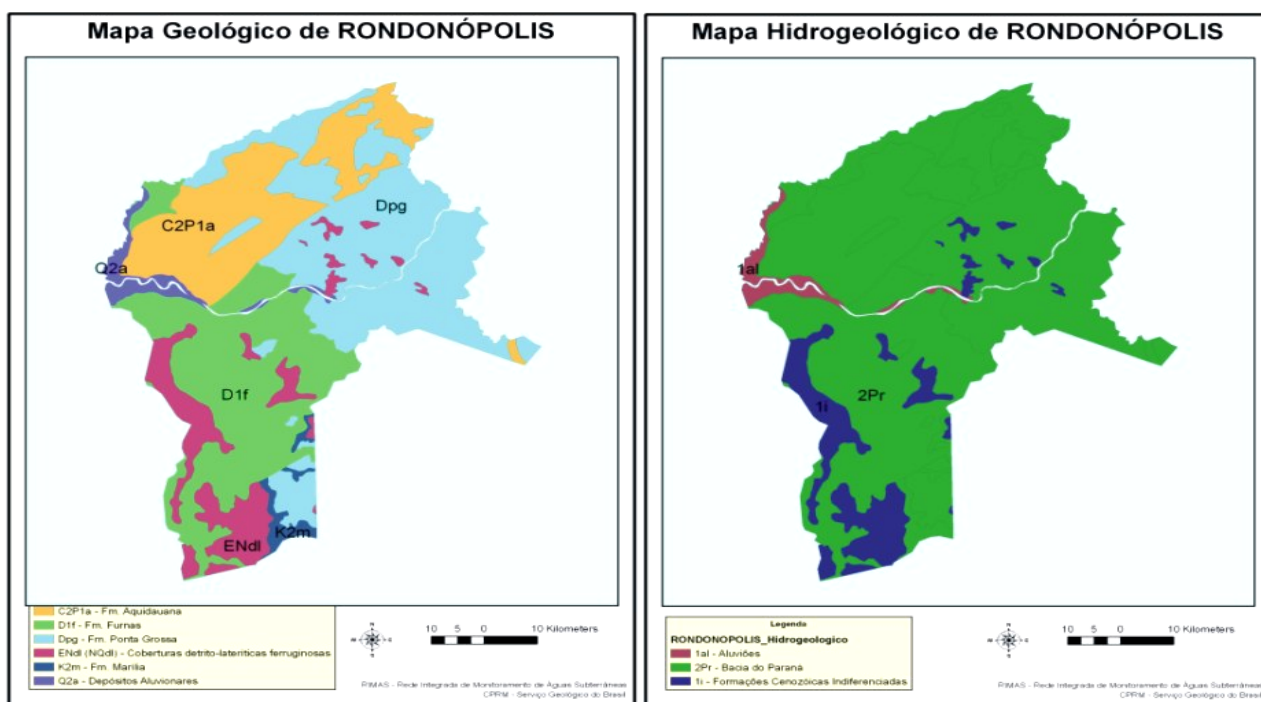 Mapa Geológico de RONDONÓPOLIS
C2P1a
Dpg
Q2a
D1f
K2m
ENdl
C2P1a - Fm. Aquidauana
D1f - Fm. Furnas
Dpg - Fm. Ponta Grossa
ENdl (NQdl) - Coberturas detrito-lateriticas ferruginosas
K2m - Fm. Marília
Q2a - Depósitos Aluvionares
10 5 0 10 Kilometers
RIMAS - Rede Integrada de Monitoramento de Águas Subterrâneas
CPRM - Serviço Geológico do Brasil
Mapa Hidrogeológico de RONDONÓPOLIS
1al
1i
2Pr
Legenda
RONDONOPOLIS_Hidrogeologico
1al - Aluviões
2Pr - Bacia do Paraná
1i - Formações Cenozóicas Indiferenciadas
10 5 0 10 Kilometers
RIMAS - Rede Integrada de Monitoramento de Águas Subterrâneas
CPRM - Serviço Geológico do Brasil